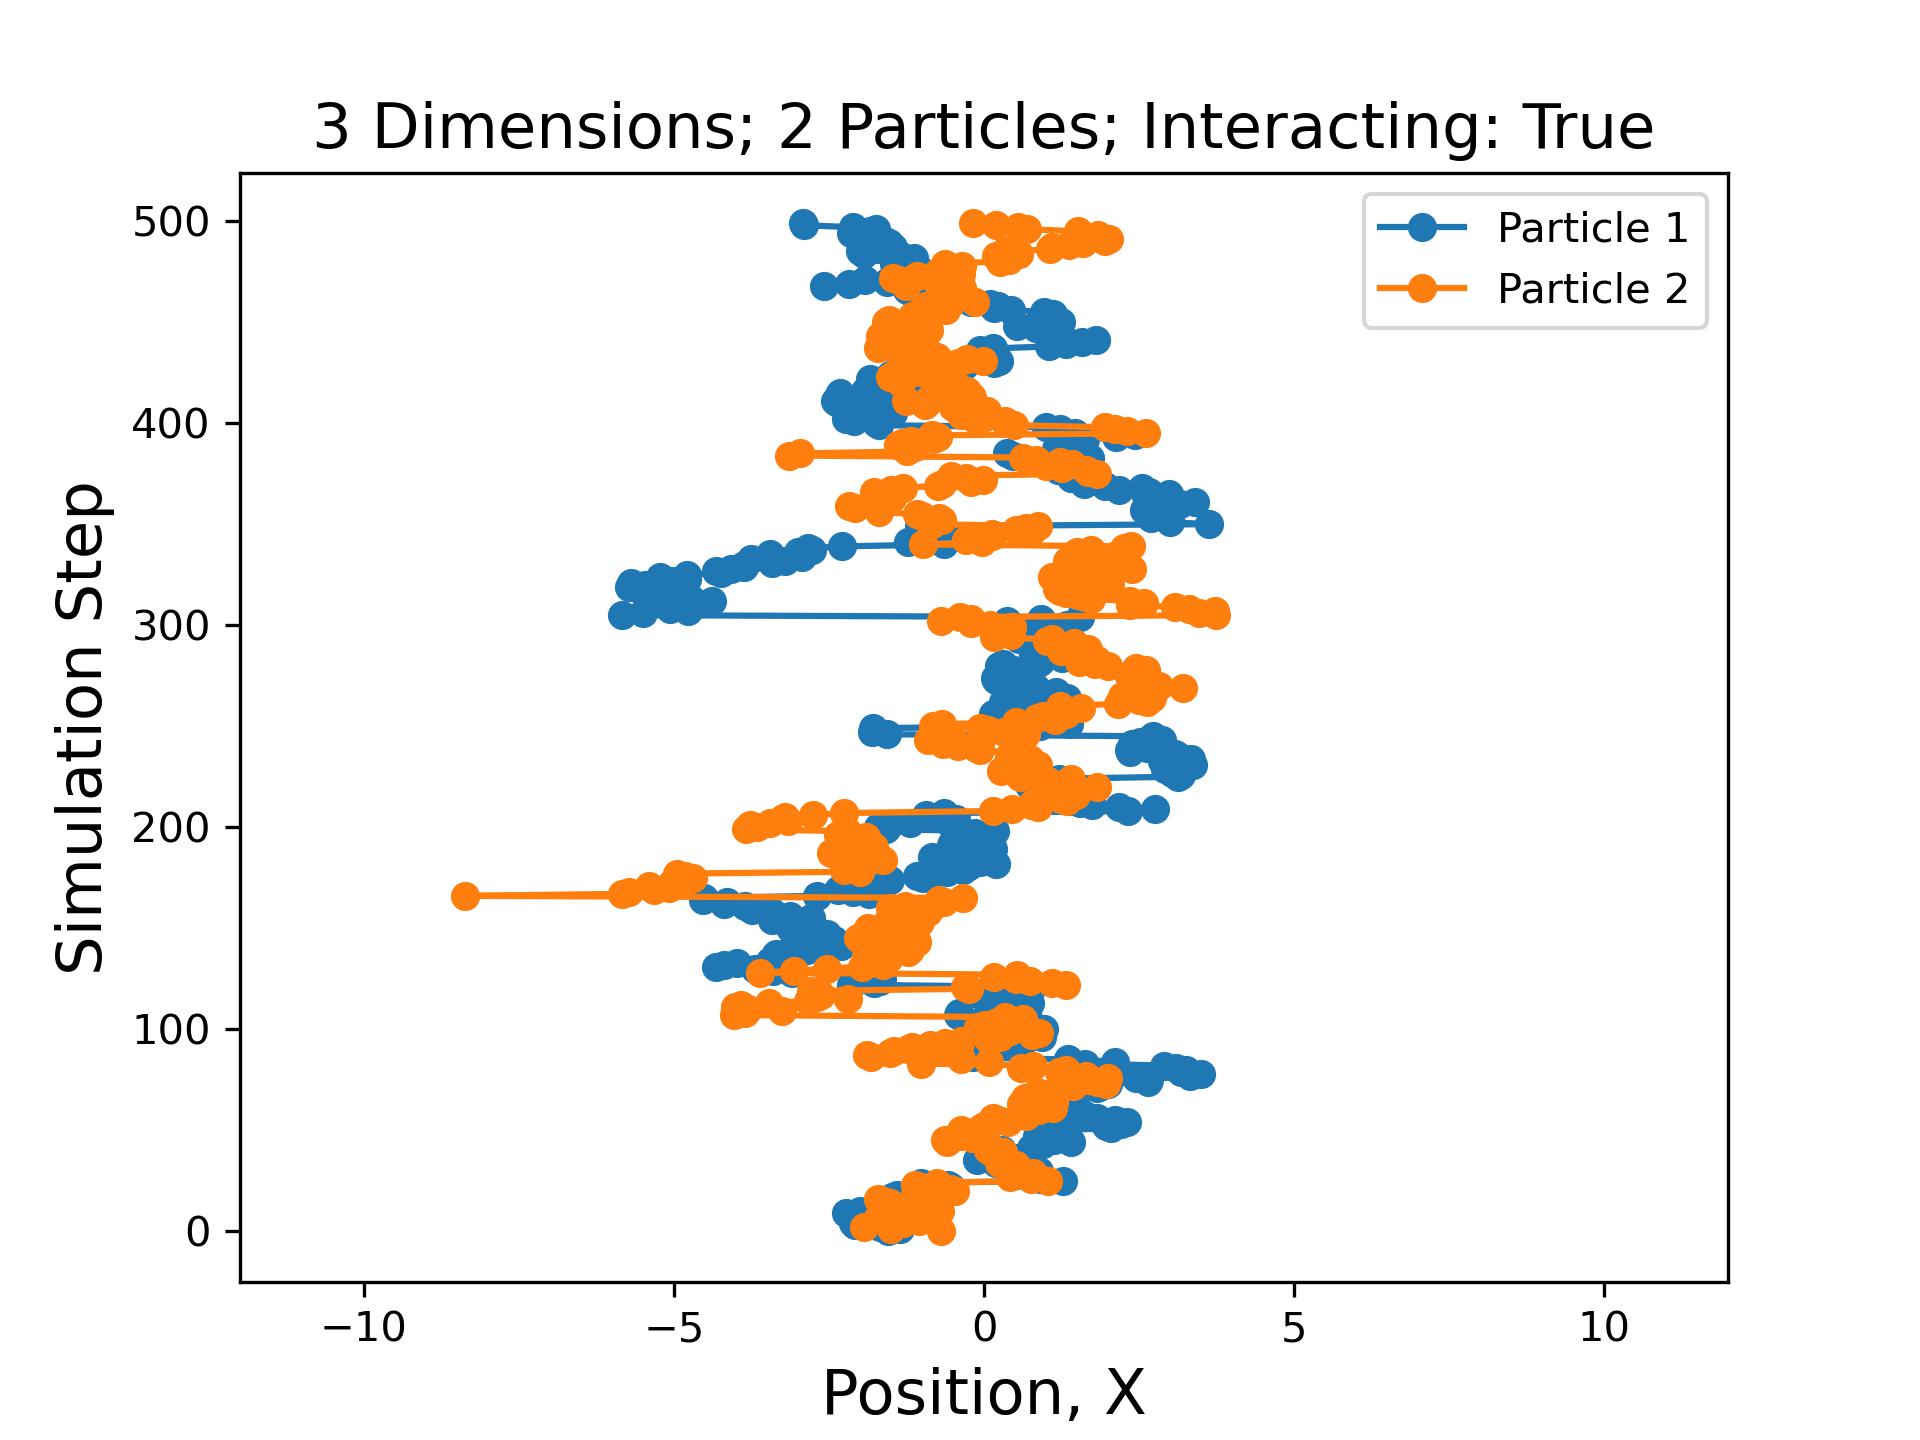 3 Dimensions; 2 Particles; Interacting: True
Particle 1
Particle 2
500
400
300
200
100
0
Simulation Step
−10
−5
0
5
10
Position, X